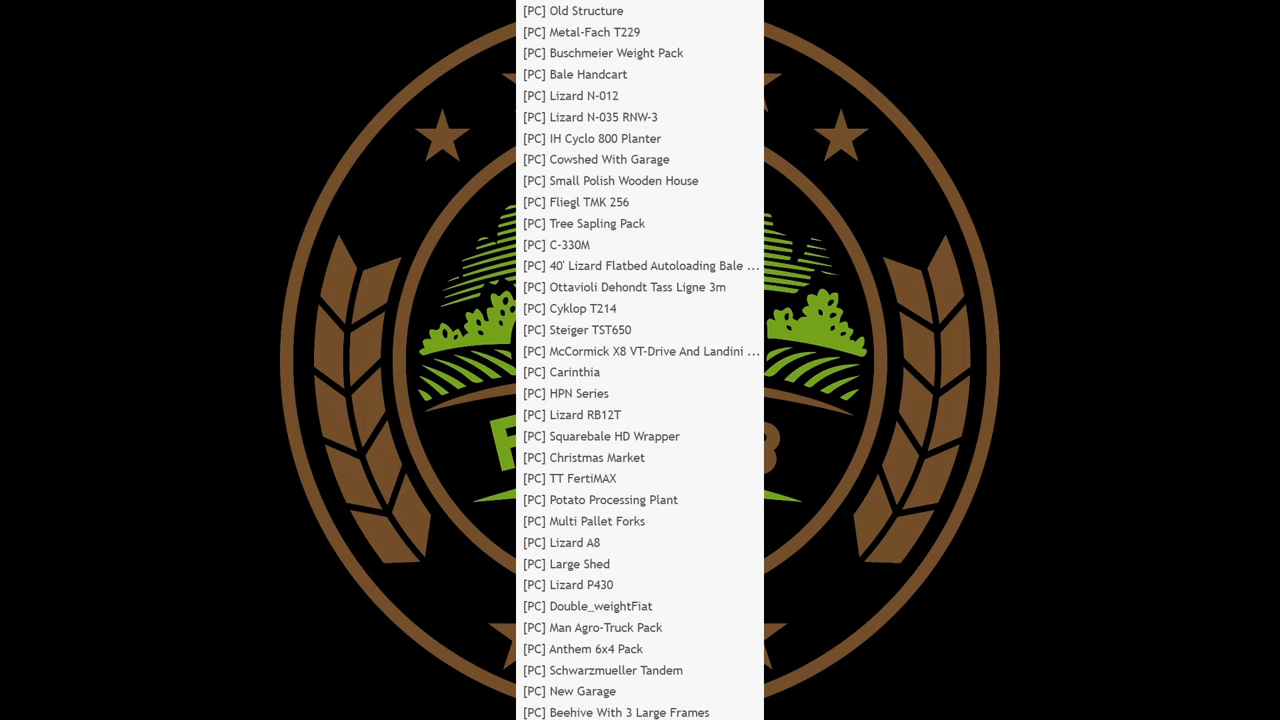 [PC] Old Structure
[PC] Metal-Fach T229
[PC] Buschmeier Weight Pack
[PC] Bale Handcart
[PC] Lizard N-012
[PC] Lizard N-035 RNW-3
[PC] IH Cyclo 800 Planter
[PC] Cowshed With Garage
[PC] Small Polish Wooden House
[PC] Fliegl TMK 256
[PC] Tree Sapling Pack
[PC] C-330M
[PC] 40' Lizard Flatbed Autoloading Bale ...
[PC] Ottavioli Dehondt Tass Ligne 3m
[PC] Cyklop T214
[PC] Steiger TST650
[PC] McCormick X8 VT-Drive And Landini ...
[PC] Carinthia
[PC] HPN Series
[PC] Lizard RB12T
[PC] Squarebale HD Wrapper
[PC] Christmas Market
[PC] TT FertiMAX
[PC] Potato Processing Plant
[PC] Multi Pallet Forks
[PC] Lizard A8
[PC] Large Shed
[PC] Lizard P430
[PC] Double_weightFiat
[PC] Man Agro-Truck Pack
[PC] Anthem 6x4 Pack
[PC] Schwarzmueller Tandem
[PC] New Garage
[PC] Beehive With 3 Large Frames